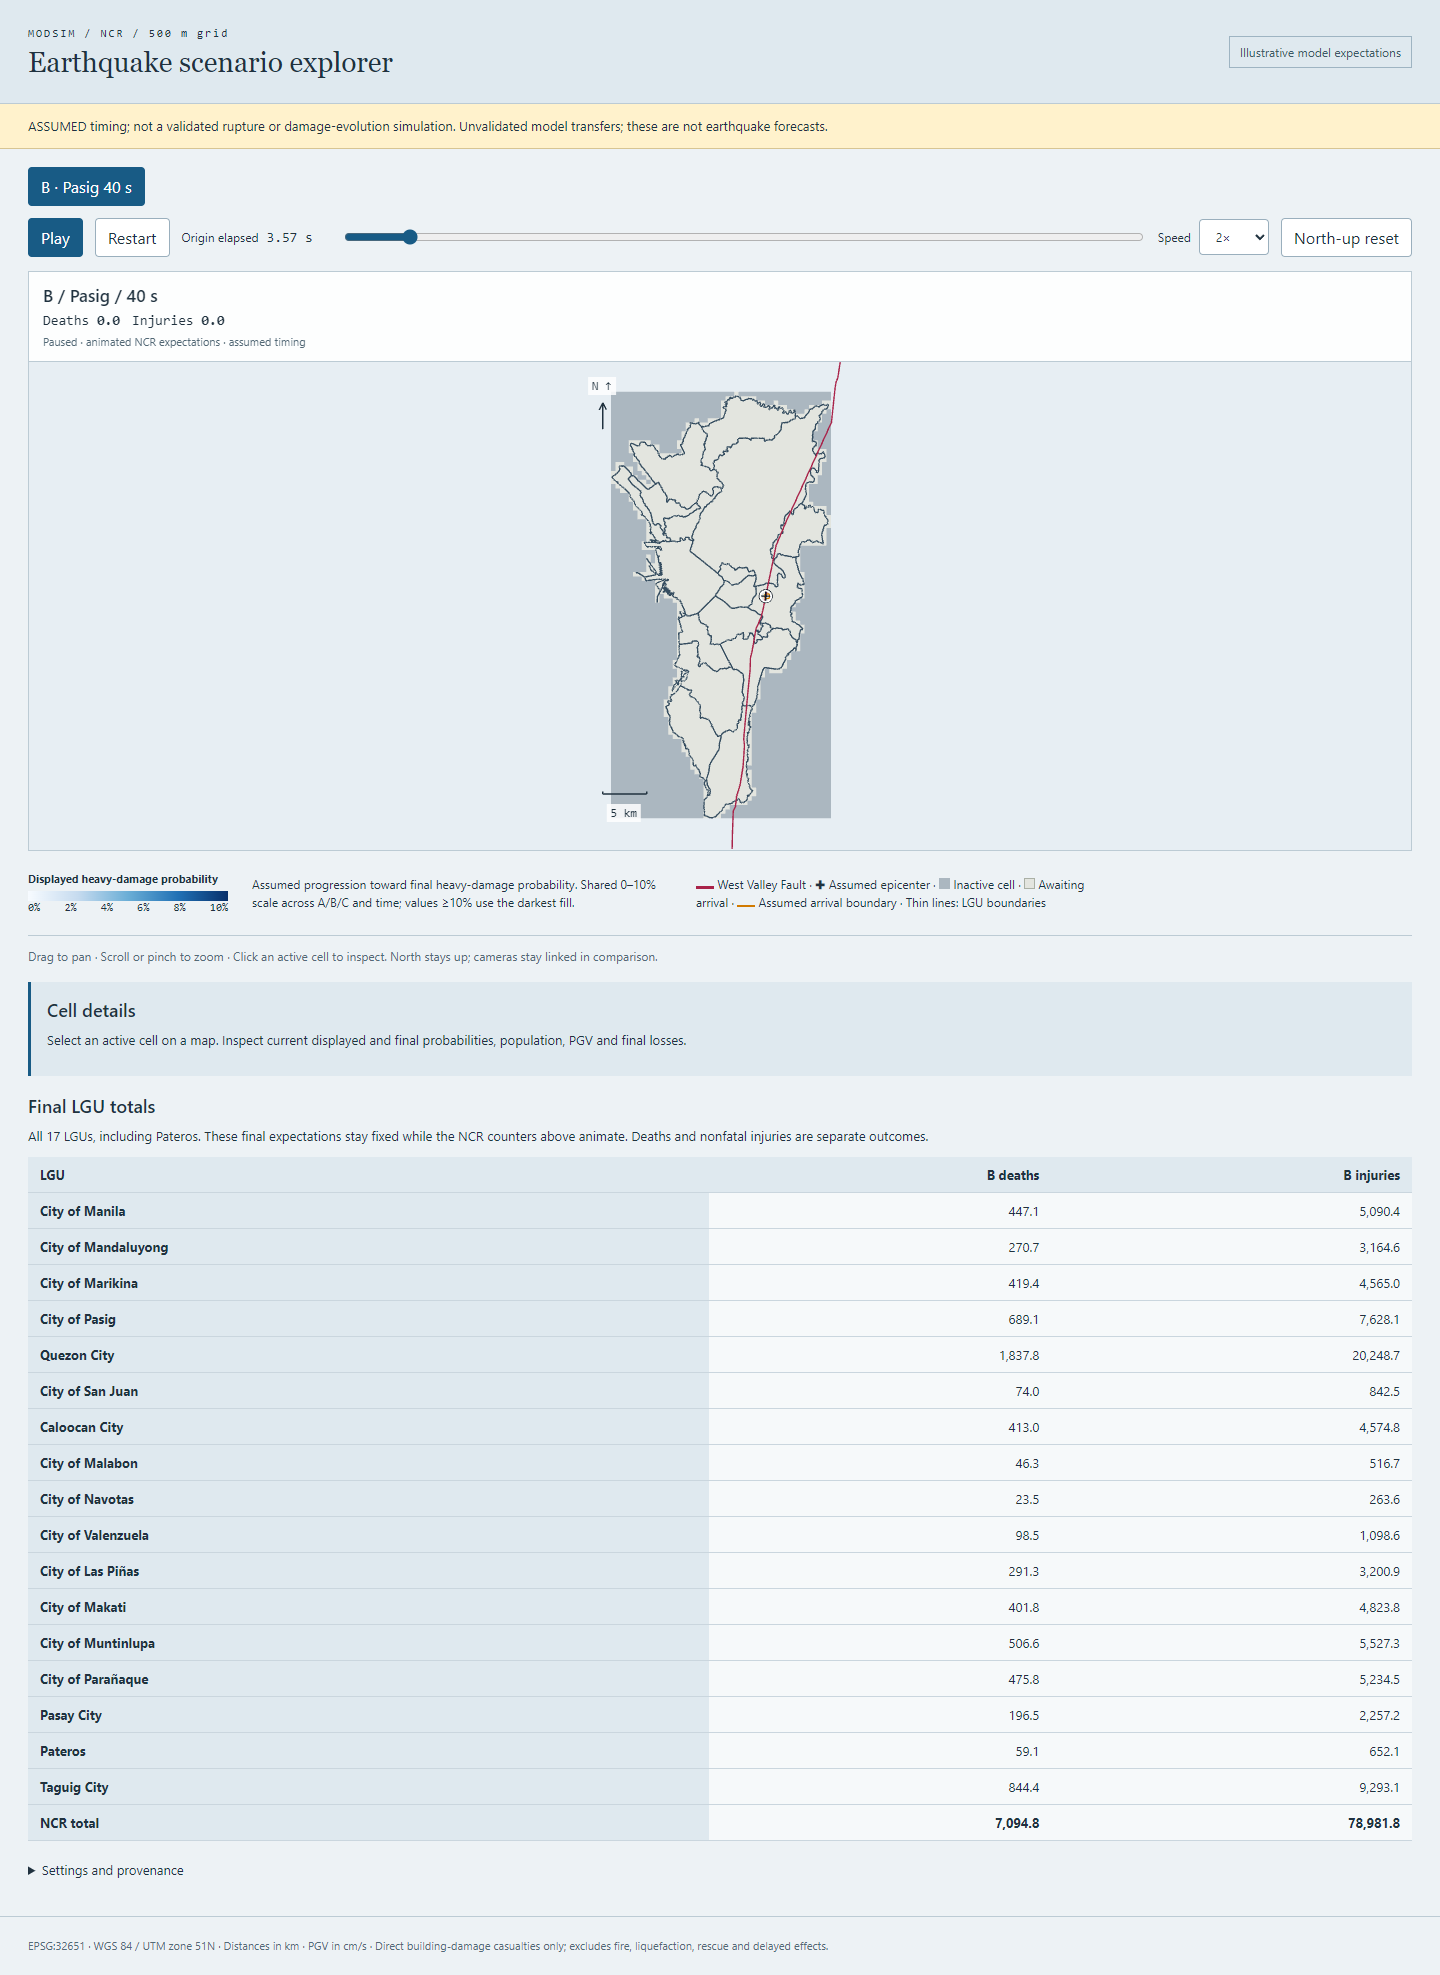 MODSIM / NCR / 500 m grid
Earthquake scenario explorer
Illustrative model expectations
ASSUMED timing; not a validated rupture or damage-evolution simulation. Unvalidated model transfers; these are not earthquake forecasts.
B · Pasig 40 s
Play
Restart
Origin elapsed 3.57 s
Speed
2×
North-up reset
B / Pasig / 40 s
Deaths 0.0 Injuries 0.0
Paused · animated NCR expectations · assumed timing
N ↑
5 km
Displayed heavy-damage probability
0% 2% 4% 6% 8% 10%
Assumed progression toward final heavy-damage probability. Shared 0–10%
scale across A/B/C and time; values ≥10% use the darkest fill.
West Valley Fault · ✚ Assumed epicenter · Inactive cell · Awaiting
arrival · Assumed arrival boundary · Thin lines: LGU boundaries
Drag to pan · Scroll or pinch to zoom · Click an active cell to inspect. North stays up; cameras stay linked in comparison.
Cell details
Select an active cell on a map. Inspect current displayed and final probabilities, population, PGV and final losses.
Final LGU totals
All 17 LGUs, including Pateros. These final expectations stay fixed while the NCR counters above animate. Deaths and nonfatal injuries are separate outcomes.
LGU B deaths B injuries
City of Manila 447.1 5,090.4
City of Mandaluyong 270.7 3,164.6
City of Marikina 419.4 4,565.0
City of Pasig 689.1 7,628.1
Quezon City 1,837.8 20,248.7
City of San Juan 74.0 842.5
Caloocan City 413.0 4,574.8
City of Malabon 46.3 516.7
City of Navotas 23.5 263.6
City of Valenzuela 98.5 1,098.6
City of Las Piñas 291.3 3,200.9
City of Makati 401.8 4,823.8
City of Muntinlupa 506.6 5,527.3
City of Parañaque 475.8 5,234.5
Pasay City 196.5 2,257.2
Pateros 59.1 652.1
Taguig City 844.4 9,293.1
NCR total 7,094.8 78,981.8
▶ Settings and provenance
EPSG:32651 · WGS 84 / UTM zone 51N · Distances in km · PGV in cm/s · Direct building-damage casualties only; excludes fire, liquefaction, rescue and delayed effects.